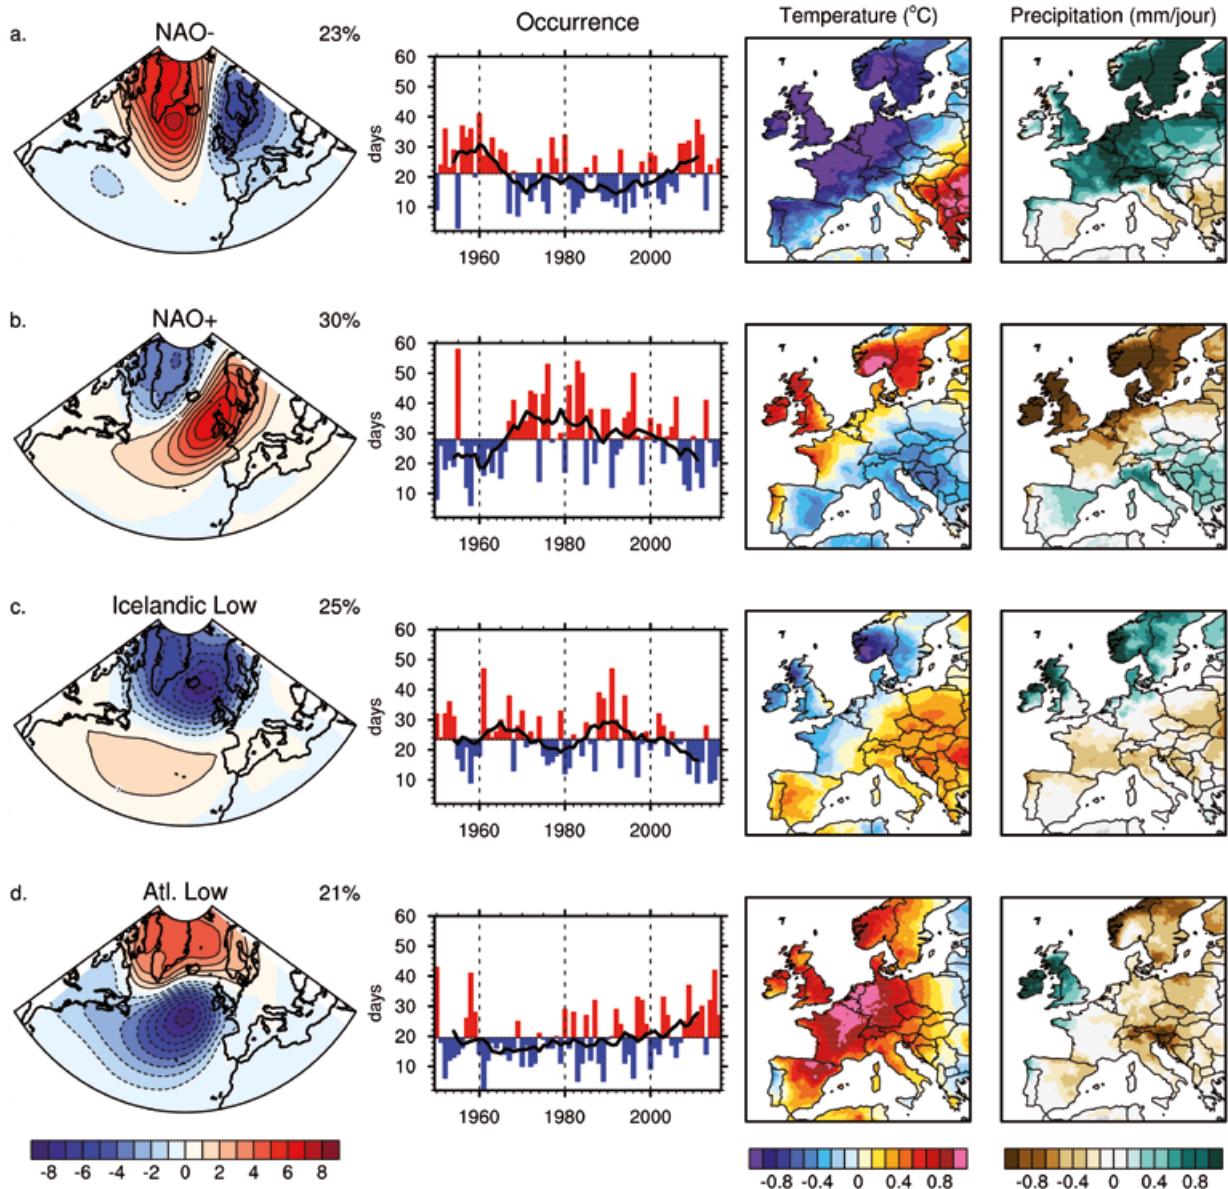 Occurrence
Temperature (°C)
Precipitation (mm/jour)
a.
NAO-
23%
days
60
50
40
30
20
10
1960
1980
2000
b.
NAO+
30%
days
60
50
40
30
20
10
1960
1980
2000
c.
Icelandic Low
25%
days
60
50
40
30
20
10
1960
1980
2000
d.
Atl. Low
21%
days
60
50
40
30
20
10
1960
1980
2000
-8 -6 -4 -2 0 2 4 6 8
-0.8 -0.4 0 0.4 0.8
-0.8 -0.4 0 0.4 0.8